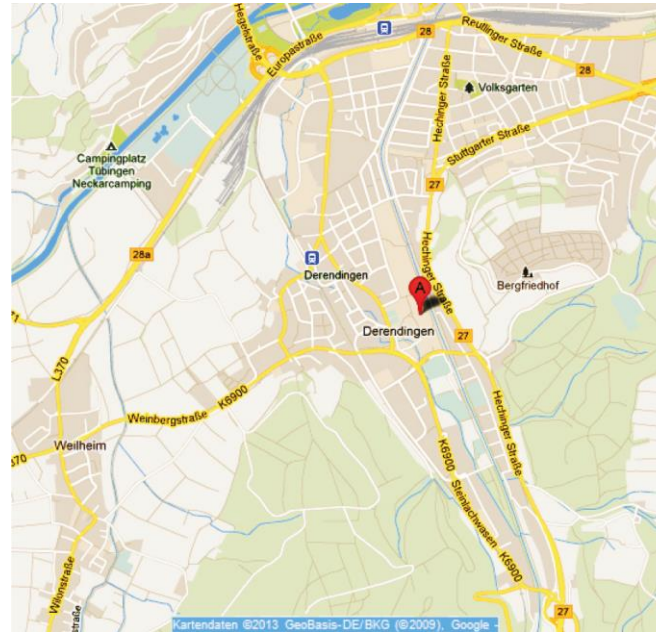 Hegelstraße
Europastraße
28
Reutlinger Straße
28
Volksgarten
Hechinger Straße
Stuttgarter Straße
Campingplatz
Tübingen
Neckarcamping
27
28a
Derendingen
Hechinger Straße
Bergfriedhof
A
Derendingen
27
L370
K6900
Weinbergstraße
Weilheim
370
Hechinger Straße
K6900
Steinlachwasen
K6900
Wilonstraße
27
Kartendaten ©2013 GeoBasis-DE/BKG (©2009), Google -